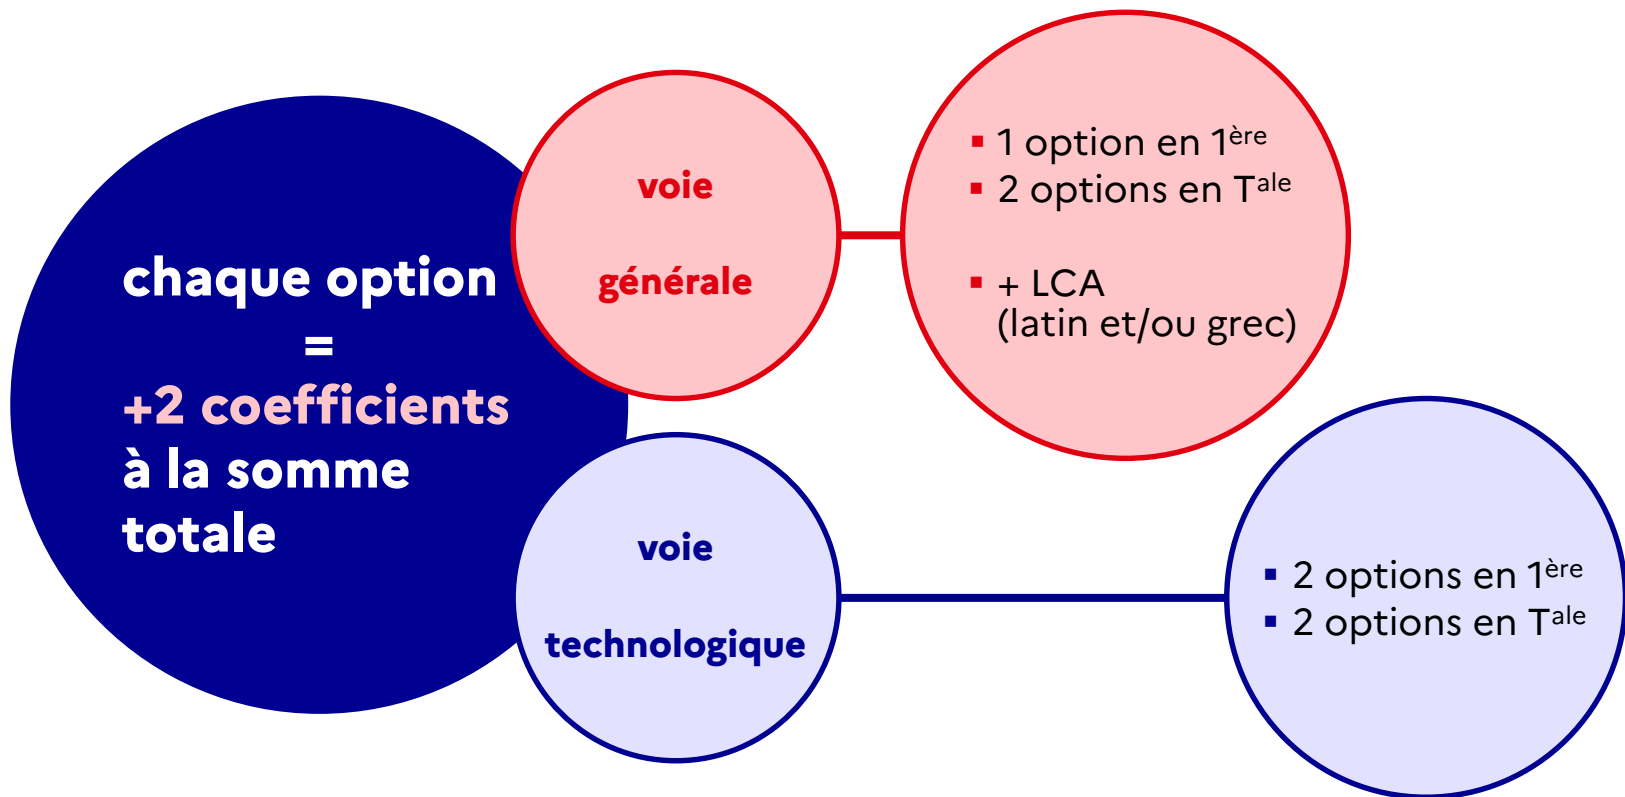 chaque option
=
+2 coefficients
à la somme
totale
voie
générale
▪ 1 option en 1ère
▪ 2 options en Tale
▪ + LCA
(latin et/ou grec)
voie
technologique
▪ 2 options en 1ère
▪ 2 options en Tale